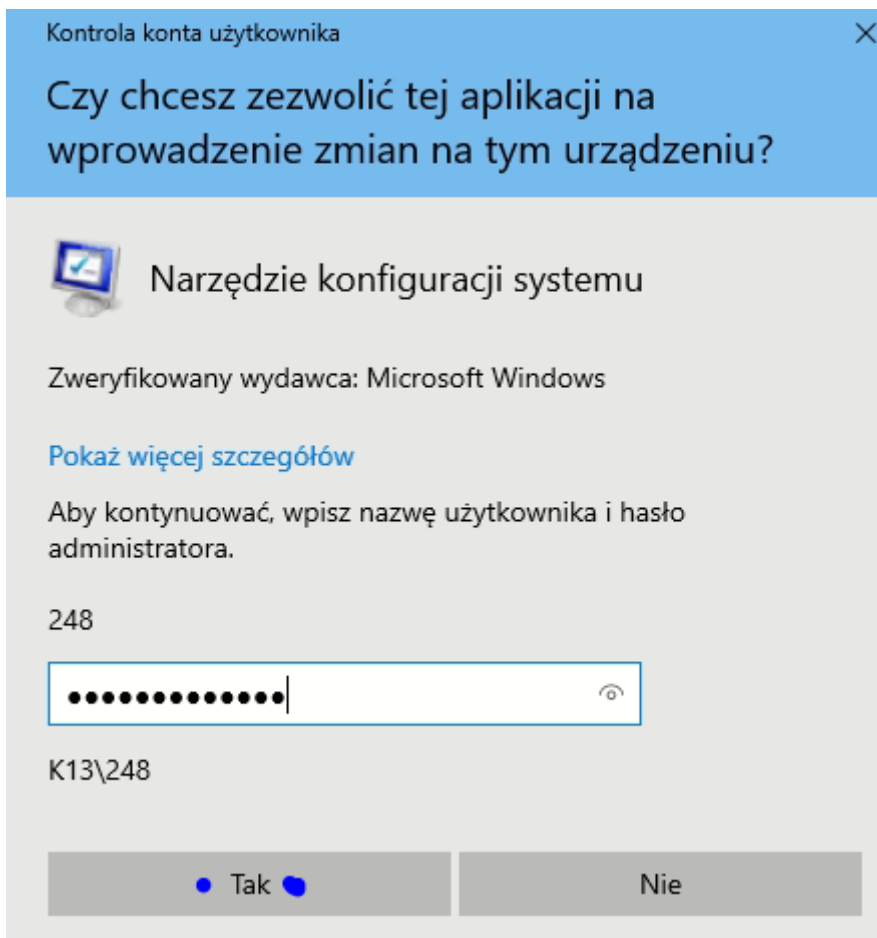 Kontrola konta użytkownika
Czy chcesz zezwolić tej aplikacji na
wprowadzenie zmian na tym urządzeniu?
Narzędzie konfiguracji systemu
Zweryfikowany wydawca: Microsoft Windows
Pokaż więcej szczegółów
Aby kontynuować, wpisz nazwę użytkownika i hasło
administratora.
248
●●●●●●●●●●●●●
K13\248
Tak
Nie